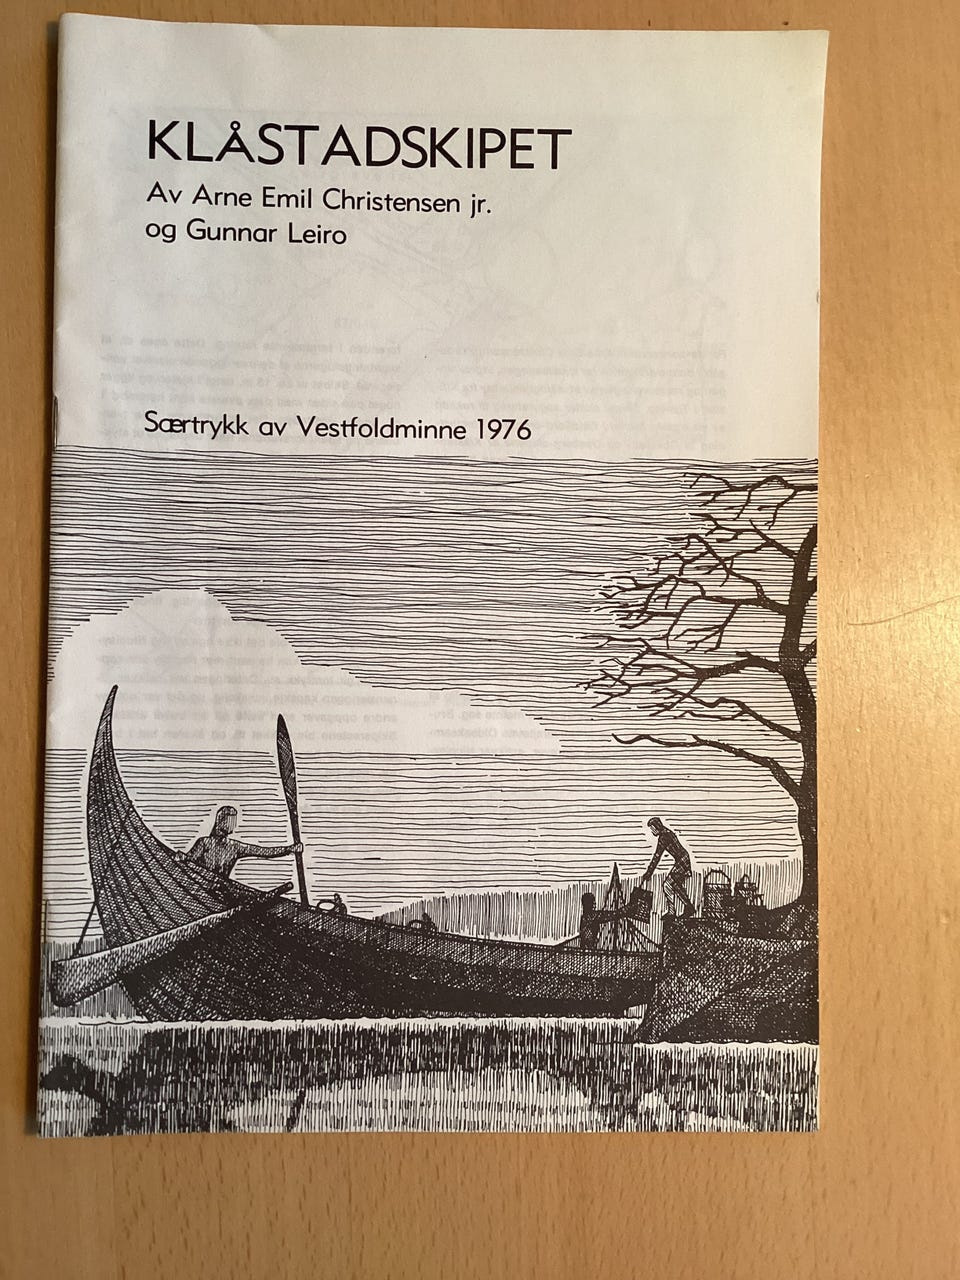 KLÅSTADSKIPET
Av Arne Emil Christensen jr.
og Gunnar Leiro
Særtrykk av Vestfoldminne 1976